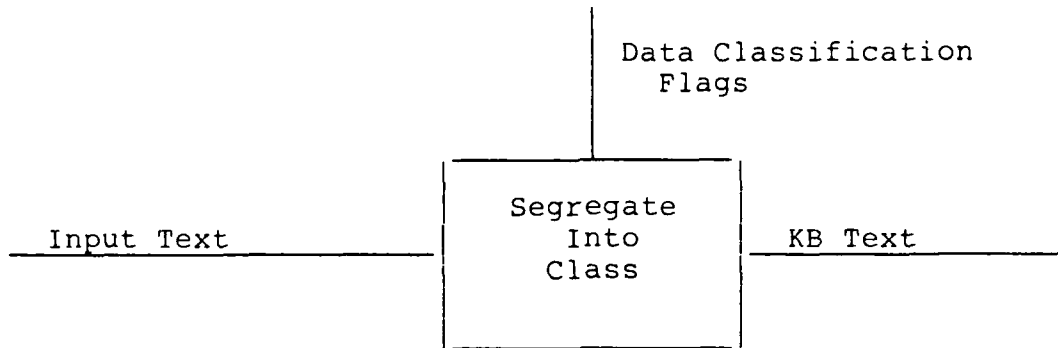 Data Classification
Flags
Segregate
Into
Class
Input Text
KB Text